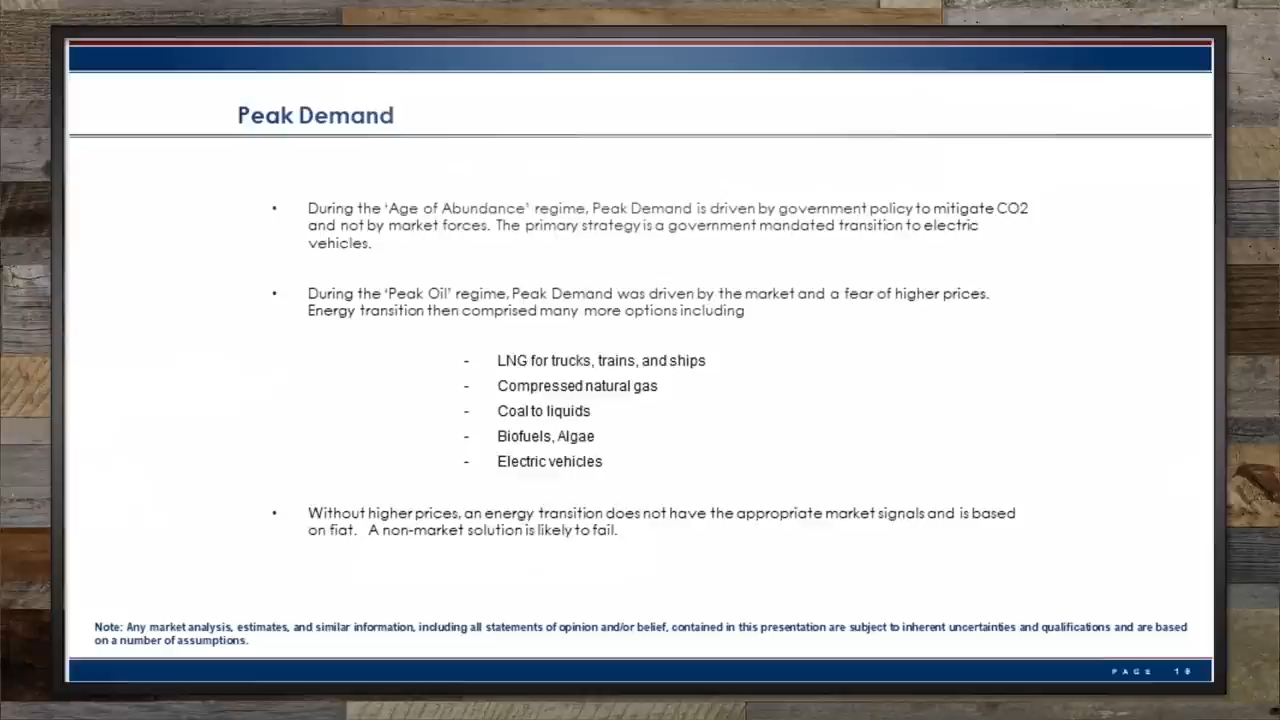 Peak Demand
• During the ‘Age of Abundance’ regime, Peak Demand is driven by government policy to mitigate CO2
and not by market forces. The primary strategy is a government mandated transition to electric
vehicles.
• During the ‘Peak Oil’ regime, Peak Demand was driven by the market and a fear of higher prices.
Energy transition then comprised many more options including
- LNG for trucks, trains, and ships
- Compressed natural gas
- Coal to liquids
- Biofuels, Algae
- Electric vehicles
• Without higher prices, an energy transition does not have the appropriate market signals and is based
on fiat. A non-market solution is likely to fail.
Note: Any market analysis, estimates, and similar information, including all statements of opinion and/or belief, contained in this presentation are subject to inherent uncertainties and qualifications and are based
on a number of assumptions.
PAGE